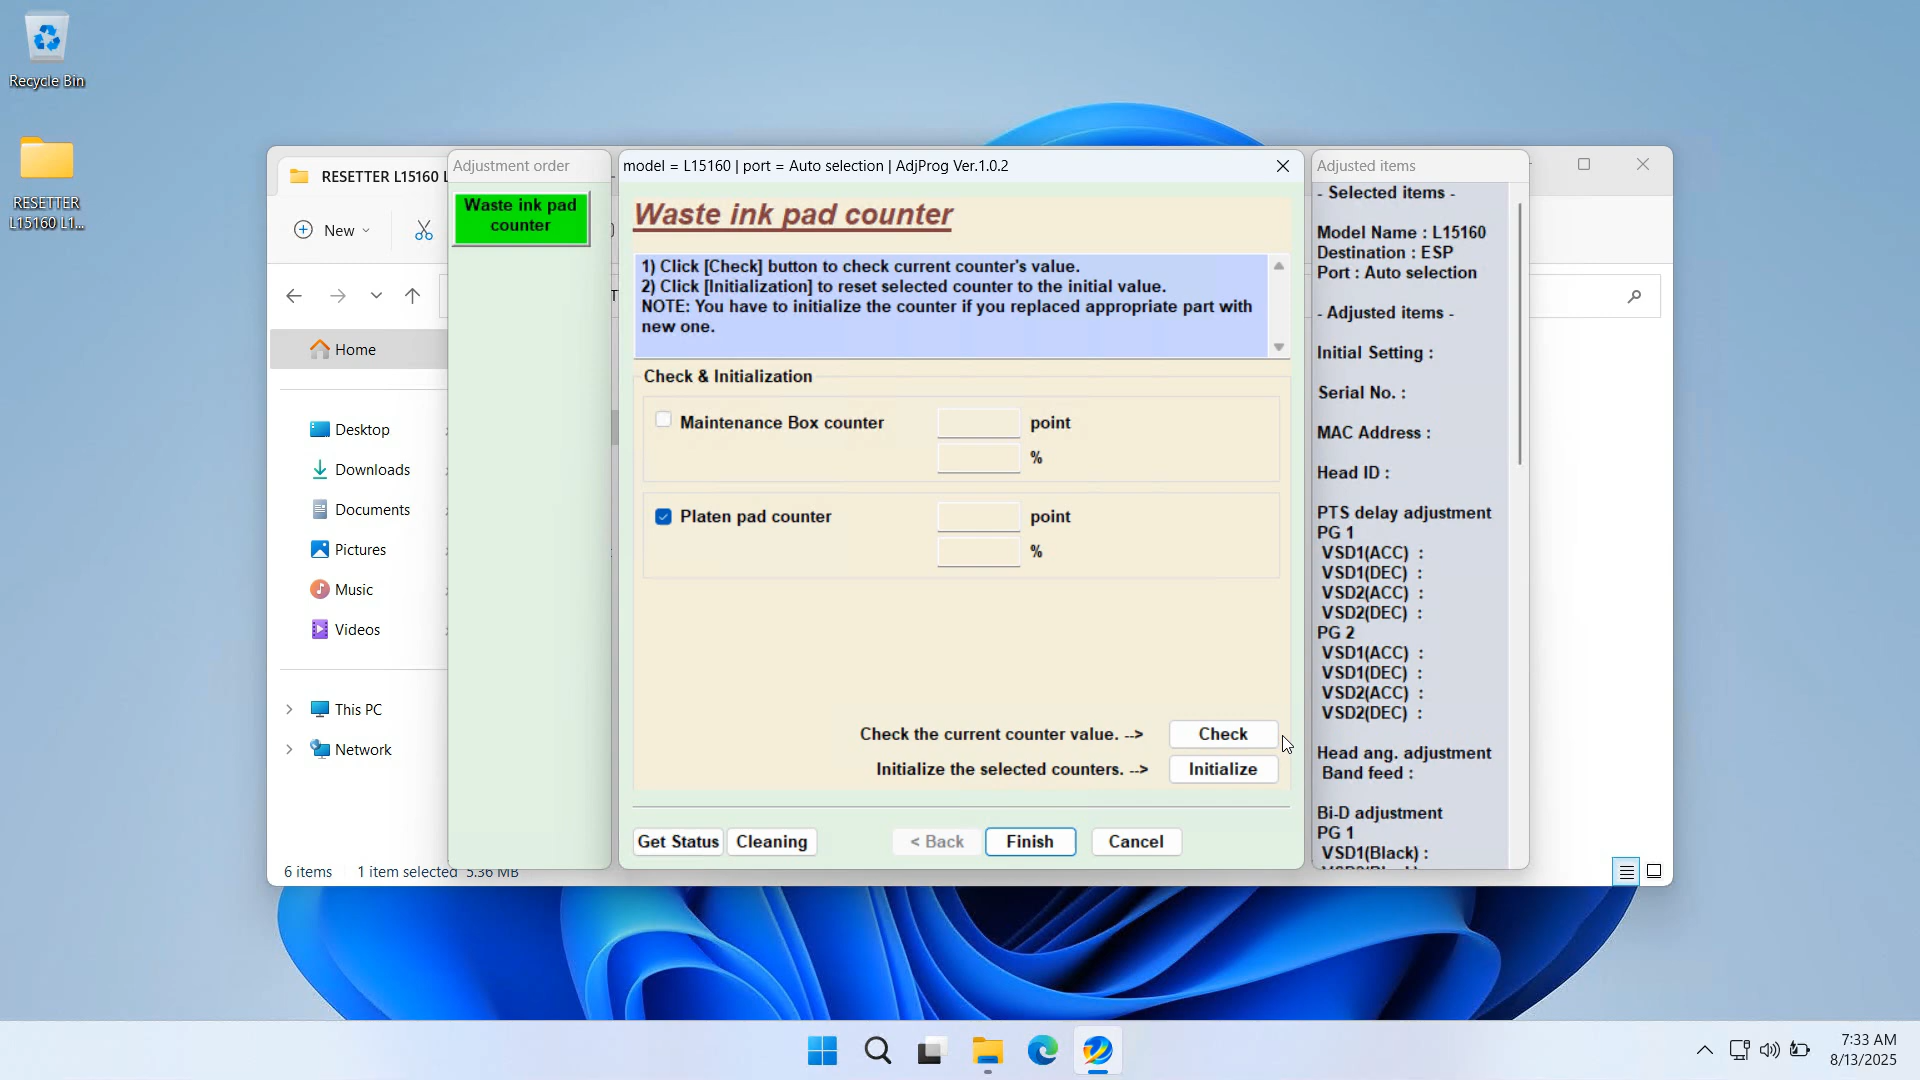 Recycle Bin
RESETTER
L15160 L1...
RESETTER L15160 L
New
Home
Desktop
Downloads
Documents
Pictures
Music
Videos
This PC
Network
6 items 1 item selected 5.36 MB
Adjustment order
Waste ink pad
counter
model = L15160 | port = Auto selection | AdjProg Ver.1.0.2
Waste ink pad counter
1) Click [Check] button to check current counter's value.
2) Click [Initialization] to reset selected counter to the initial value.
NOTE: You have to initialize the counter if you replaced appropriate part with
new one.
Check & Initialization
Maintenance Box counter point
%
Platen pad counter point
%
Check the current counter value. --> Check
Initialize the selected counters. --> Initialize
Get Status Cleaning < Back Finish Cancel
Adjusted items
- Selected items -
Model Name : L15160
Destination : ESP
Port : Auto selection
- Adjusted items -
Initial Setting :
Serial No. :
MAC Address :
Head ID :
PTS delay adjustment
PG 1
VSD1(ACC) :
VSD1(DEC) :
VSD2(ACC) :
VSD2(DEC) :
PG 2
VSD1(ACC) :
VSD1(DEC) :
VSD2(ACC) :
VSD2(DEC) :
Head ang. adjustment
Band feed :
Bi-D adjustment
PG 1
VSD1(Black) :
7:33 AM
8/13/2025